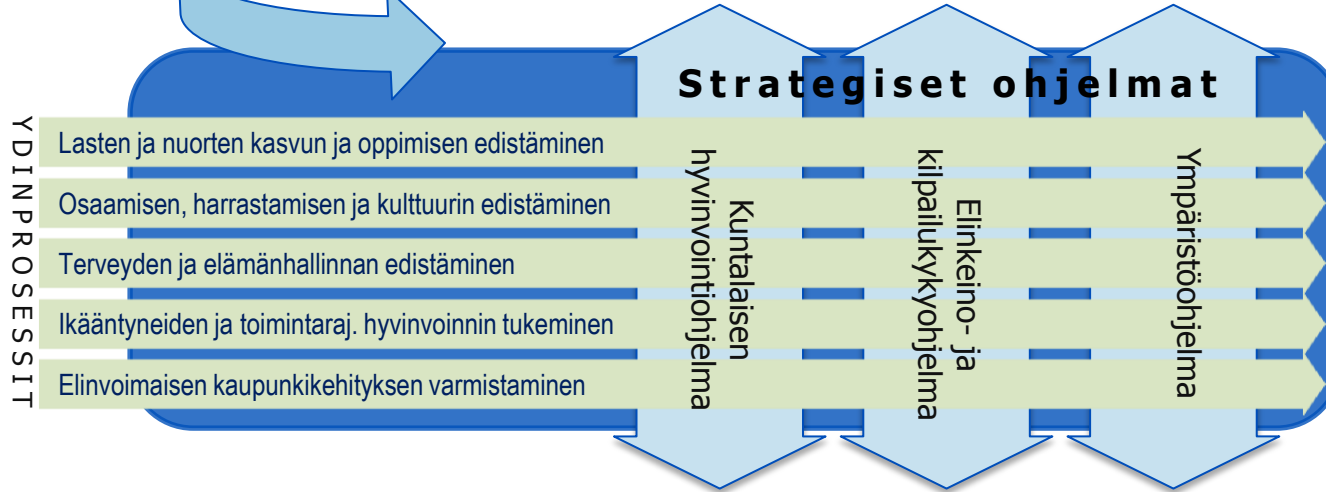 Strategiset ohjelmat
YDINPROSESSIT
Lasten ja nuorten kasvun ja oppimisen edistäminen
Osaamisen, harrastamisen ja kulttuurin edistäminen
Terveyden ja elämänhallinnan edistäminen
Ikääntyneiden ja toimintaraj. hyvinvoinnin tukeminen
Elinvoimaisen kaupunkikehityksen varmistaminen
Kuntalaisen
hyvinvointiohjelma
Elinkeino- ja
kilpailukykyohjelma
Ympäristöohjelma